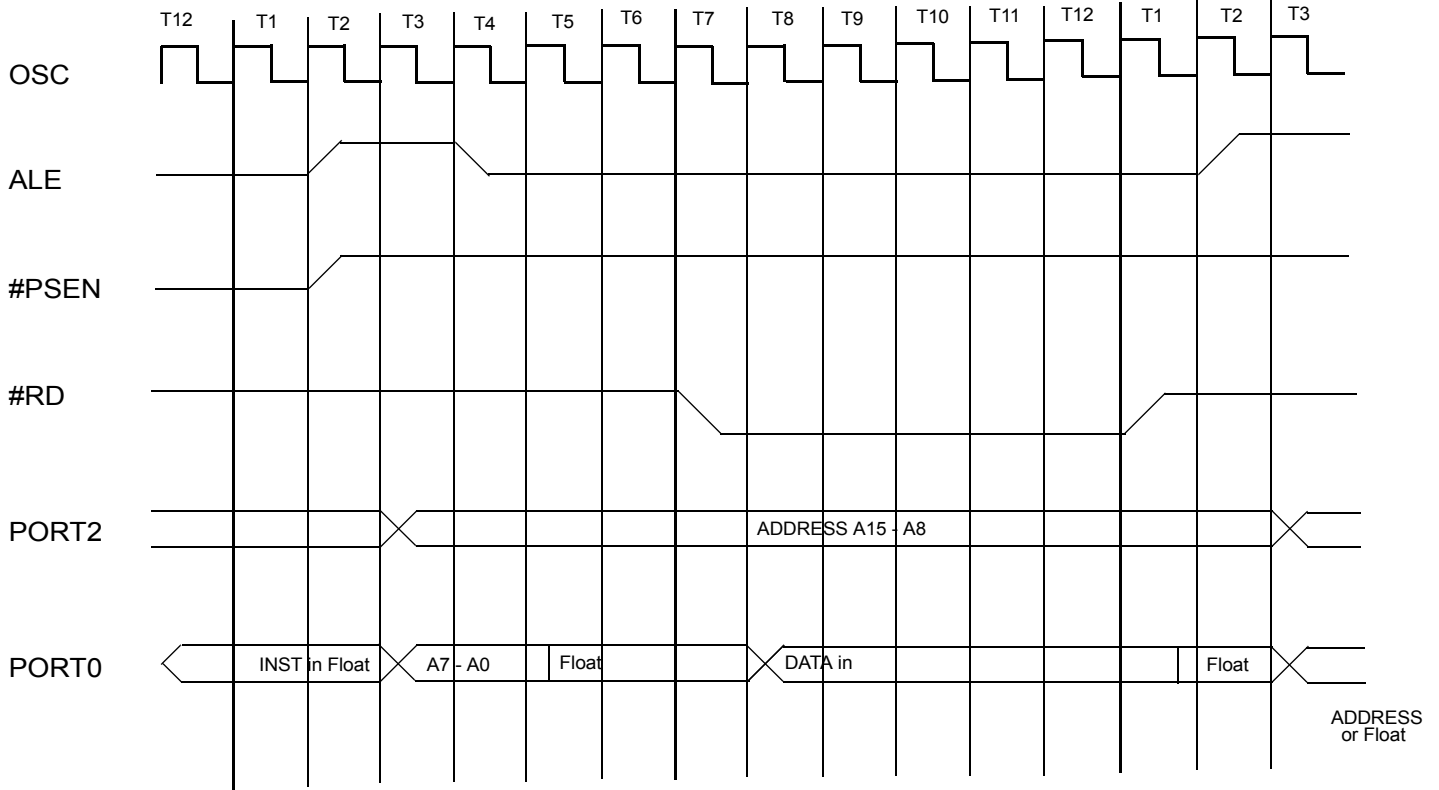 T12 T1 T2 T3 T4 T5 T6 T7 T8 T9 T10 T11 T12 T1 T2 T3
OSC
ALE
#PSEN
#RD
PORT2 ADDRESS A15 - A8
PORT0 INST in Float A7 - A0 Float DATA in Float
ADDRESS
or Float